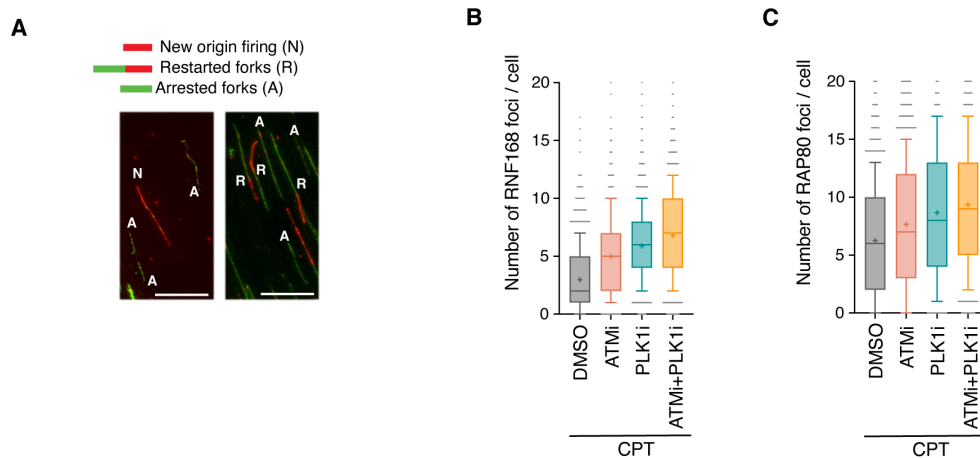 A
New origin firing (N)
Restarted forks (R)
Arrested forks (A)
N
A
A
A
A
A
R
R
R
A
B
Number of RNF168 foci / cell
20
15
10
5
0
DMSO
ATMi
PLK1i
ATMi+PLK1i
CPT
C
Number of RAP80 foci / cell
20
15
10
5
0
DMSO
ATMi
PLK1i
ATMi+PLK1i
CPT